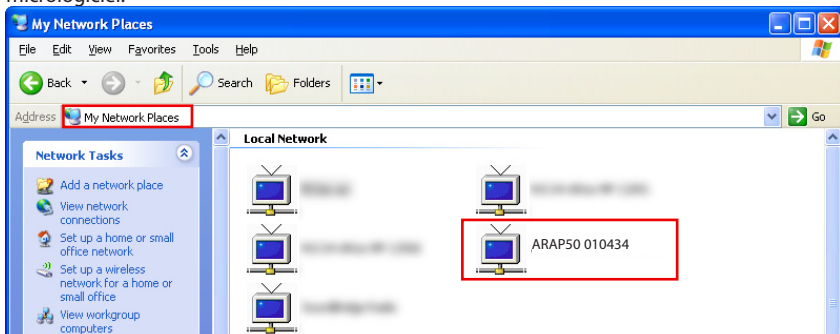 micrologiciel.
My Network Places
File Edit View Favorites Tools Help
Back Search Folders
Address My Network Places Go
Local Network
Network Tasks
Add a network place
View network
connections
Set up a home or small
office network
Set up a wireless
network for a home or
small office
View workgroup
computers
ARAP50 010434